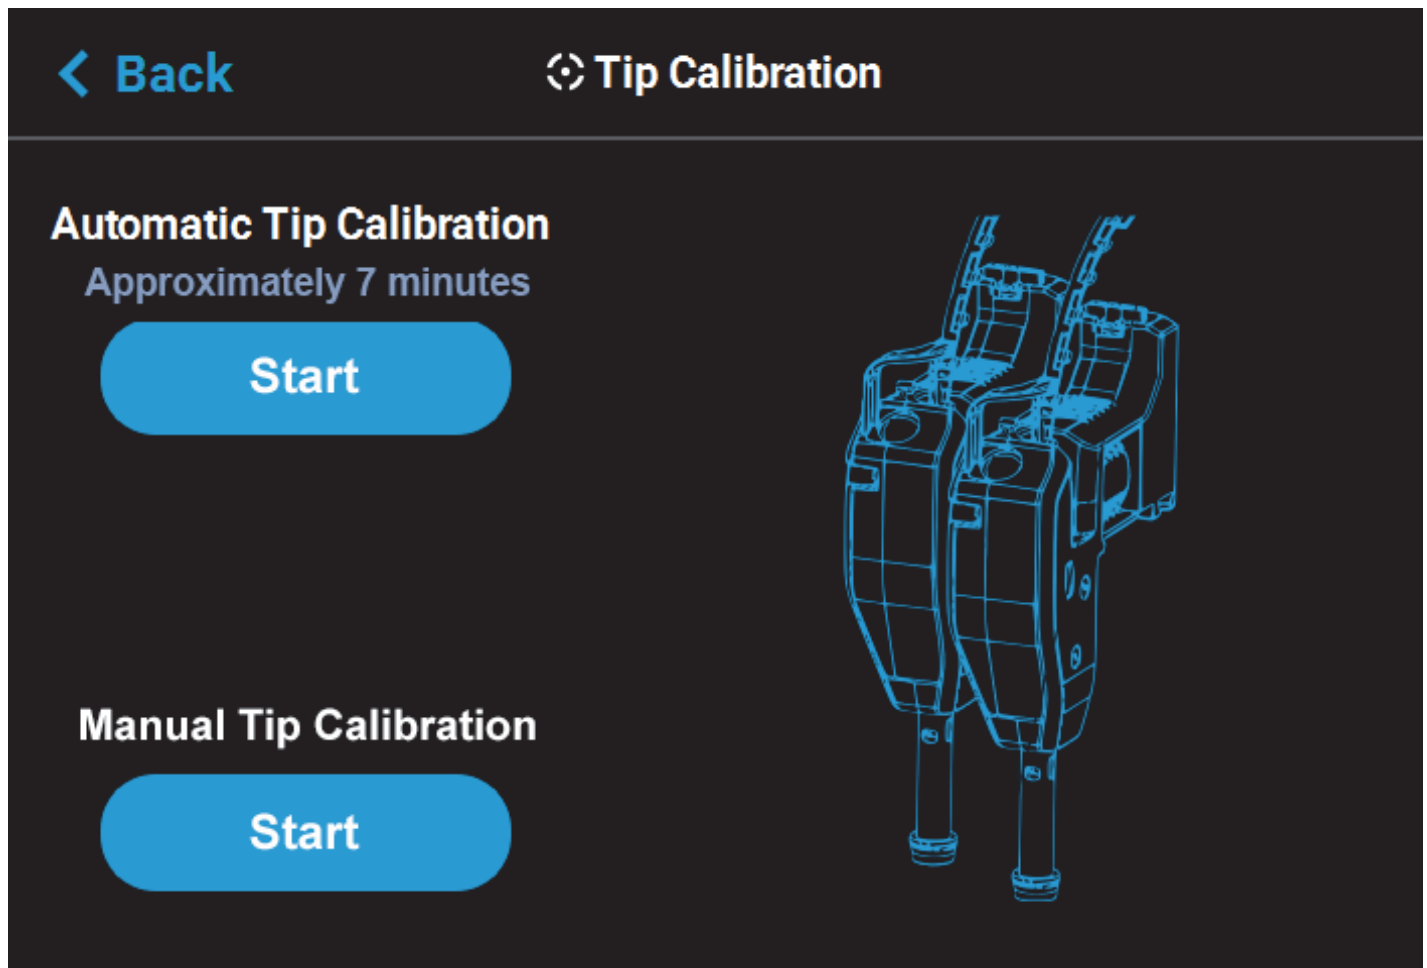 Back
Tip Calibration
Automatic Tip Calibration
Approximately 7 minutes
Start
Manual Tip Calibration
Start